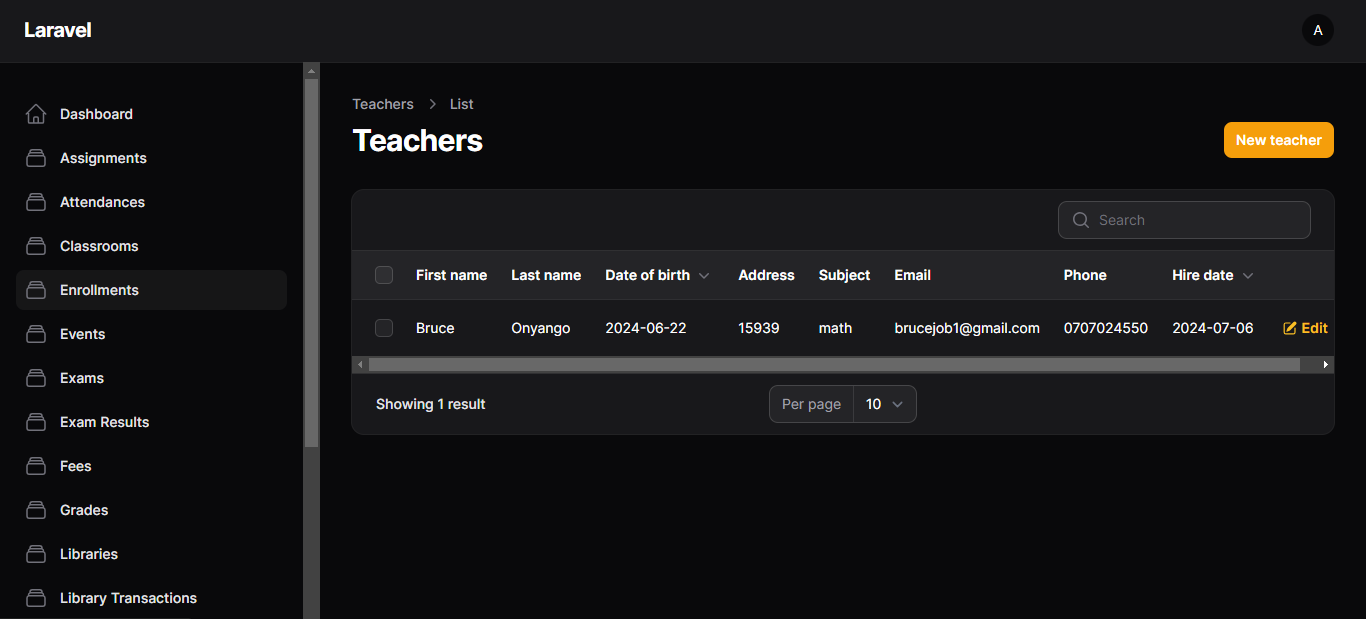 Laravel
A
Dashboard
Assignments
Attendances
Classrooms
Enrollments
Events
Exams
Exam Results
Fees
Grades
Libraries
Library Transactions
Teachers > List
Teachers
New teacher
Search
First name Last name Date of birth Address Subject Email Phone Hire date
Bruce Onyango 2024-06-22 15939 math brucejob1@gmail.com 0707024550 2024-07-06 Edit
Showing 1 result
Per page 10